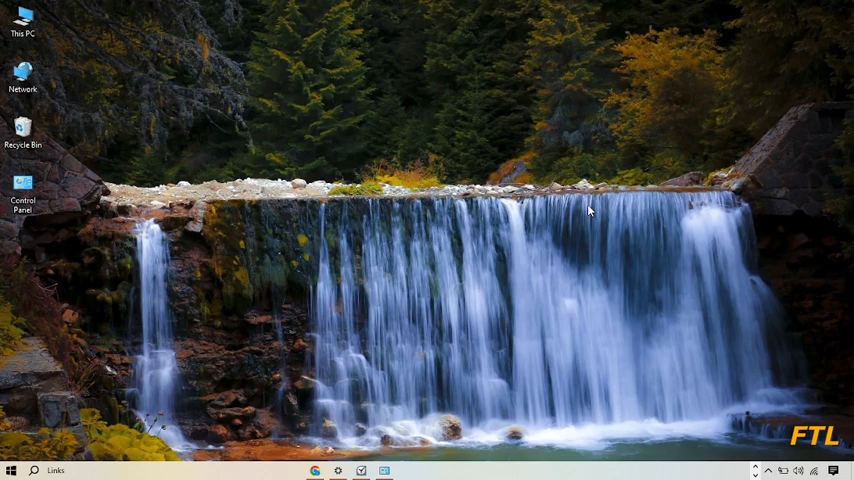 This PC
Network
Recycle Bin
Control
Panel
FTL
Links